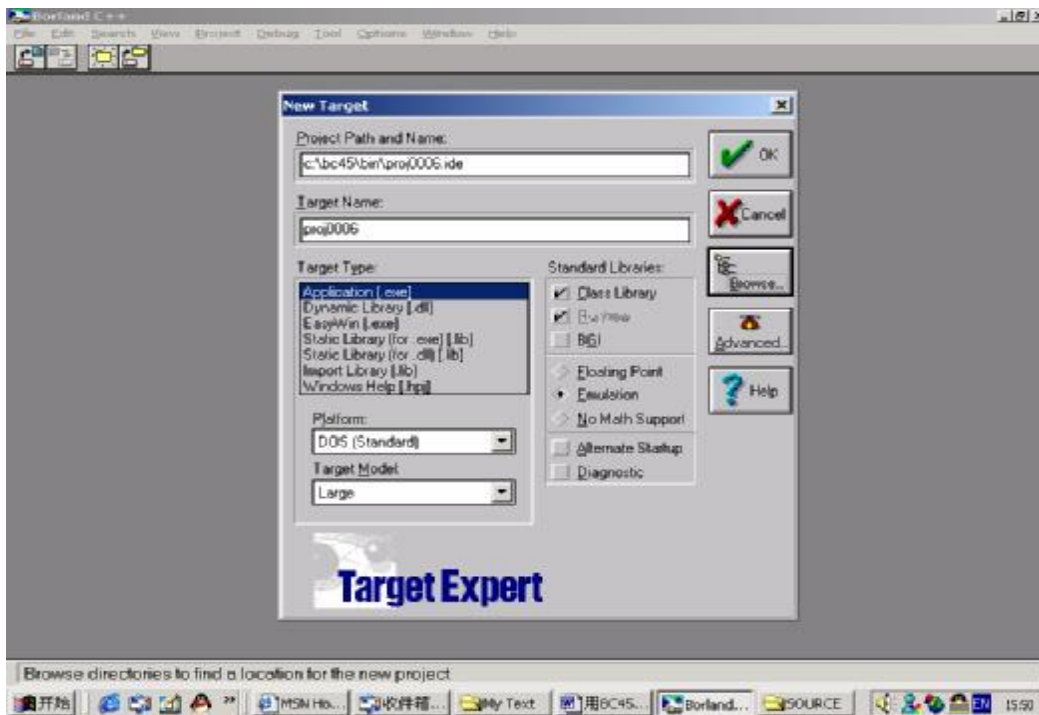 Borland C++
File Edit Search View Project Debug Tool Options Window Help
New Target
Project Path and Name:
c:\bc45\bin\proj0006.ide
Target Name:
proj0006
Target Type:
Application [.exe]
Dynamic Library [.dll]
EasyWin [.exe]
Static Library (for .exe) [.lib]
Static Library (for .dll) [.lib]
Import Library [.lib]
Windows Help [.hlp]
Platform:
DOS (Standard)
Target Model:
Large
Standard Libraries:
Class Library
BGI
Floating Point
Emulation
No Math Support
Alternate Startup
Diagnostic
OK
Cancel
Browse...
Advanced...
Help
Target Expert
Browse directories to find a location for the new project
开始 » MSN Ho... 收件箱... My Text 用BC45... Borland... SOURCE EN 15:50